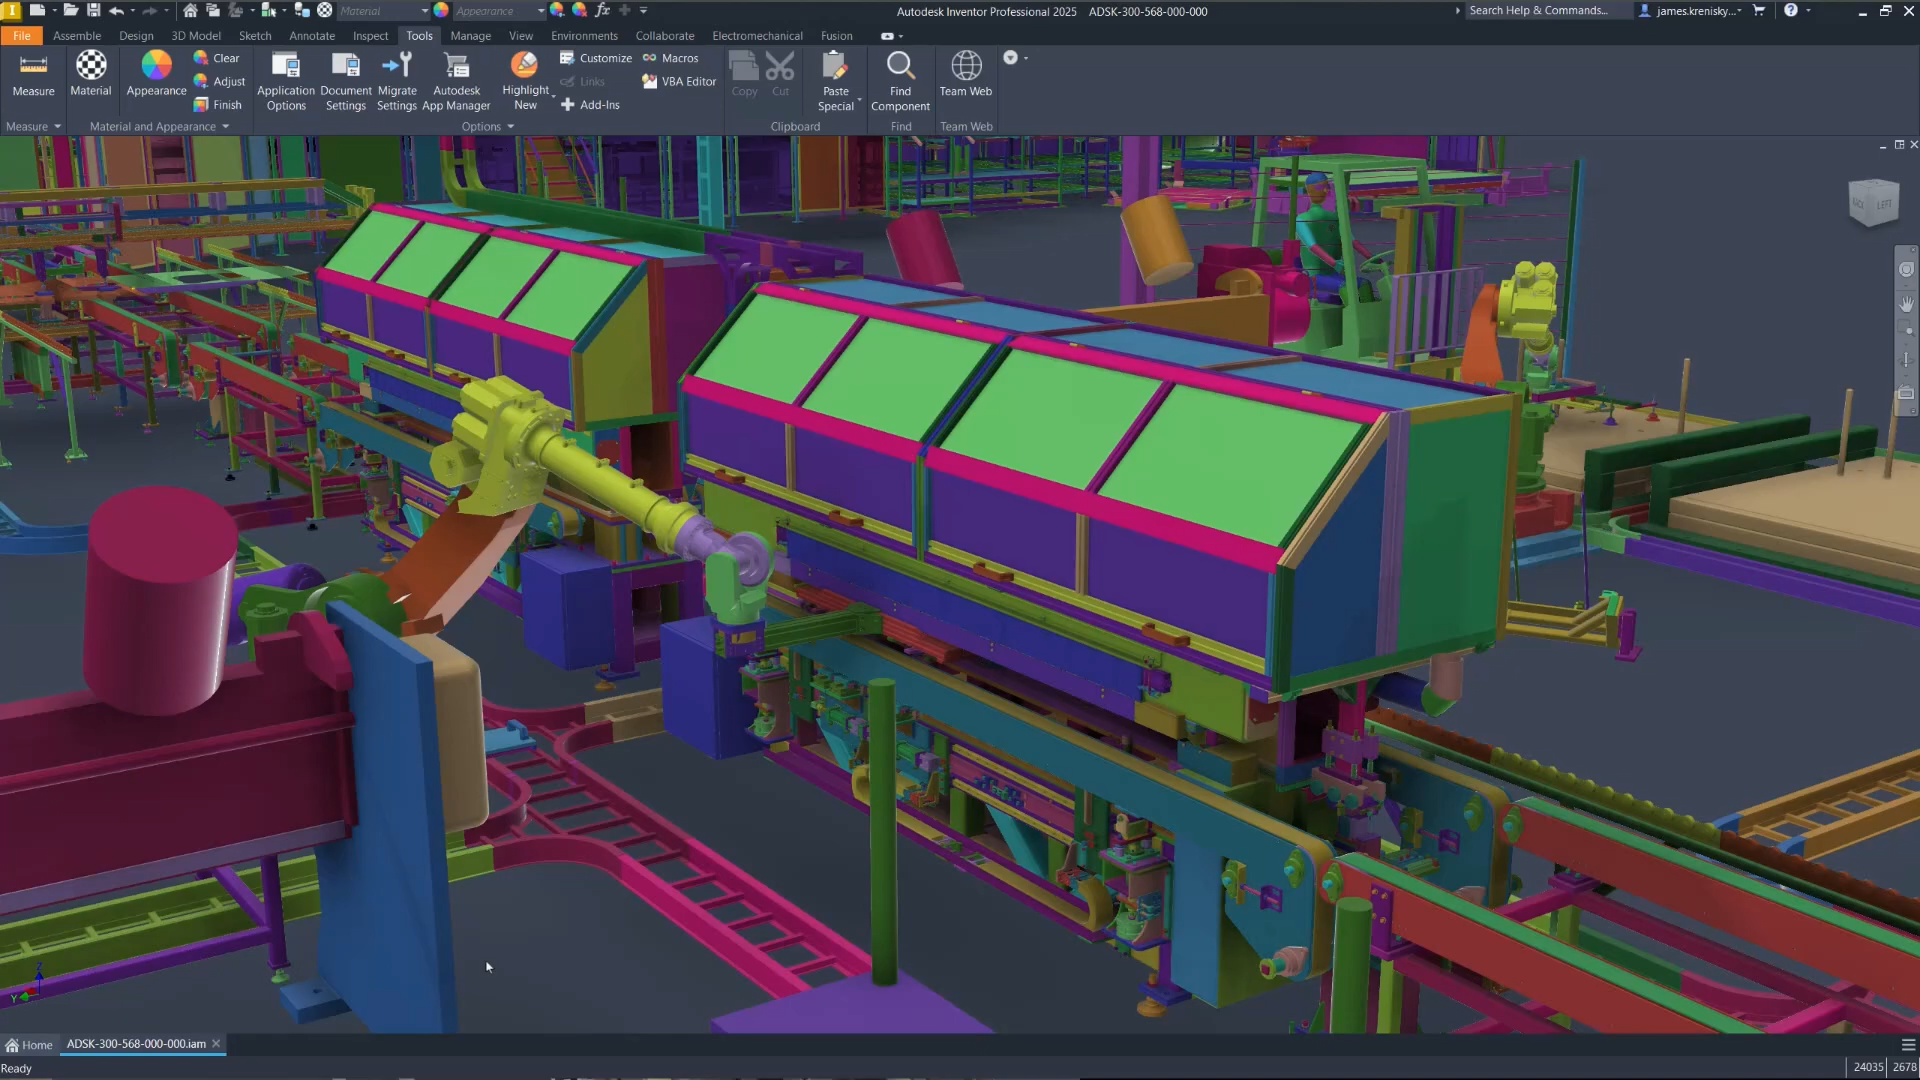 Material
Appearance
fx
Autodesk Inventor Professional 2025 ADSK-300-568-000-000
Search Help & Commands...
james.krenisky...
File Assemble Design 3D Model Sketch Annotate Inspect Tools Manage View Environments Collaborate Electromechanical Fusion
Measure
Material
Appearance
Clear
Adjust
Finish
Application Options
Document Settings
Migrate Settings
Autodesk App Manager
Highlight New
Customize
Links
Add-Ins
Macros
VBA Editor
Copy
Cut
Paste Special
Find Component
Team Web
Measure
Material and Appearance
Options
Clipboard
Find
Team Web
BACK
LEFT
Z
Y
Home
ADSK-300-568-000-000.iam
Ready
24035 2678